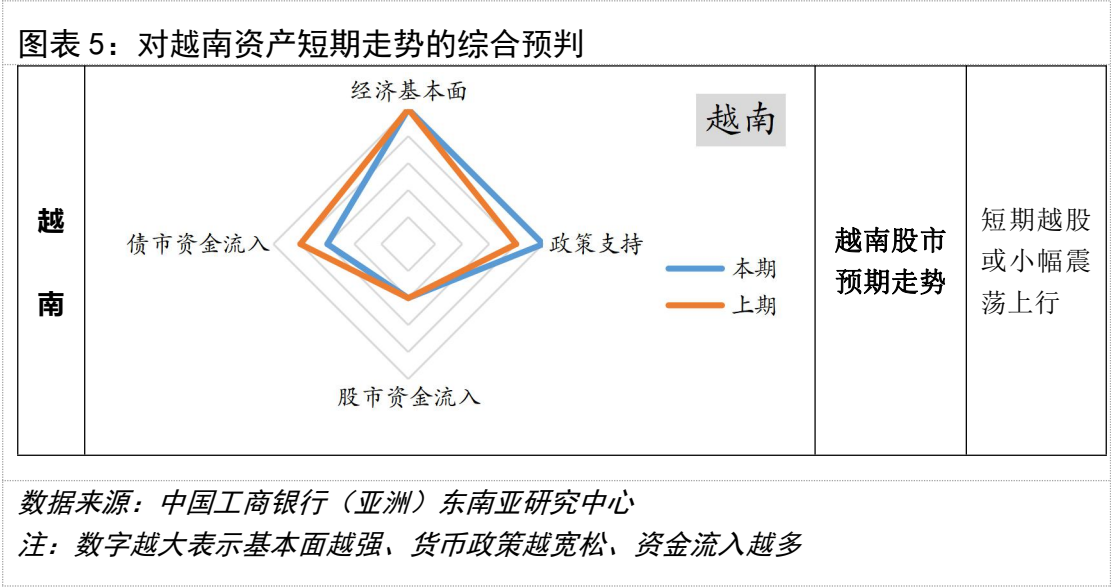 图表 5：对越南资产短期走势的综合预判
越
南
经济基本面
越南
债市资金流入
政策支持
本期
上期
股市资金流入
越南股市
预期走势
短期越股
或小幅震
荡上行
数据来源：中国工商银行（亚洲）东南亚研究中心
注：数字越大表示基本面越强、货币政策越宽松、资金流入越多